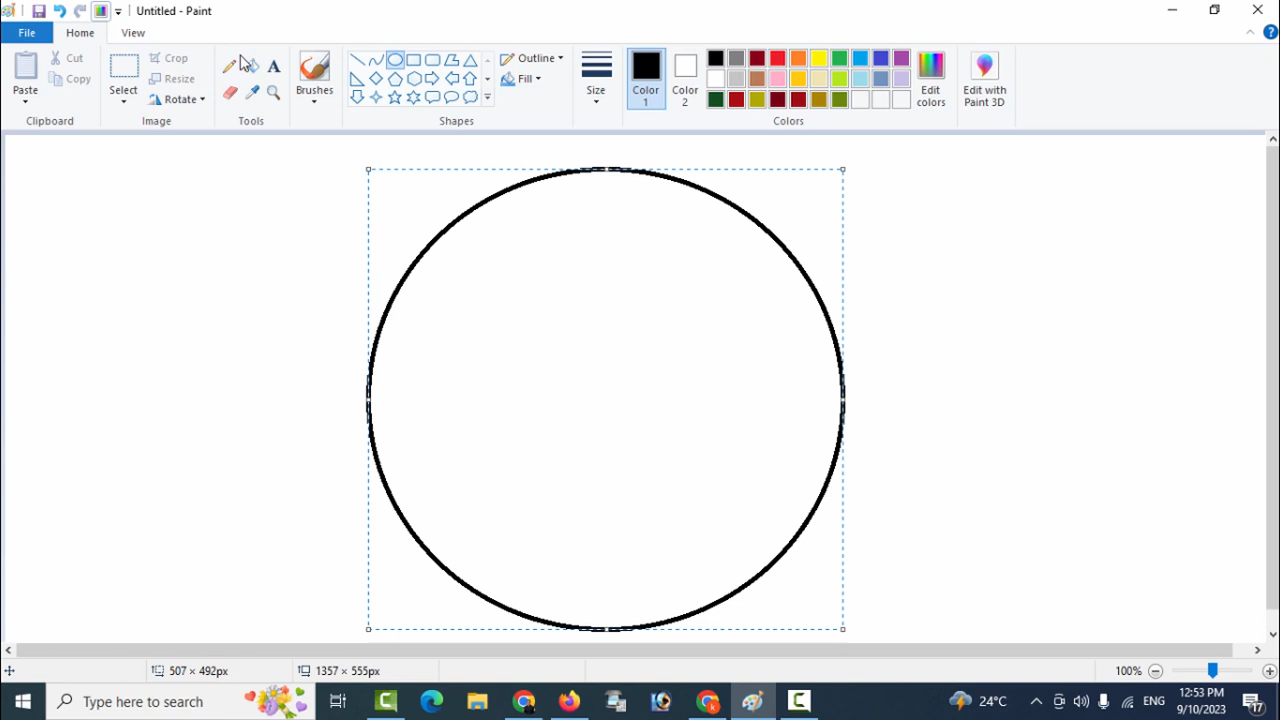 Untitled - Paint
File Home View
Paste Cut Copy
Clipboard
Select Crop Resize Rotate
Image
A
Tools
Brushes
Outline Fill
Shapes
Size
Color 1 Color 2
Edit colors
Colors
Edit with Paint 3D
507 × 492px 1357 × 555px 100%
Type here to search
24°C ENG 12:53 PM 9/10/2023 17